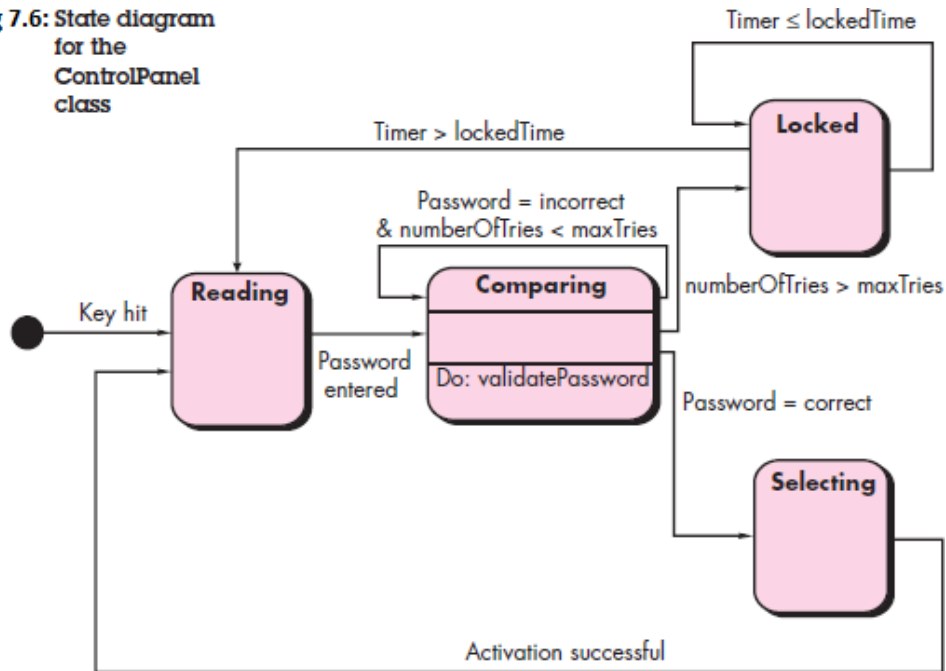 7.6: State diagram
for the
ControlPanel
class
Timer ≤ lockedTime
Locked
Timer > lockedTime
Password = incorrect
& numberOfTries < maxTries
Reading
Comparing
numberOfTries > maxTries
Key hit
Password
entered
Do: validatePassword
Password = correct
Selecting
Activation successful